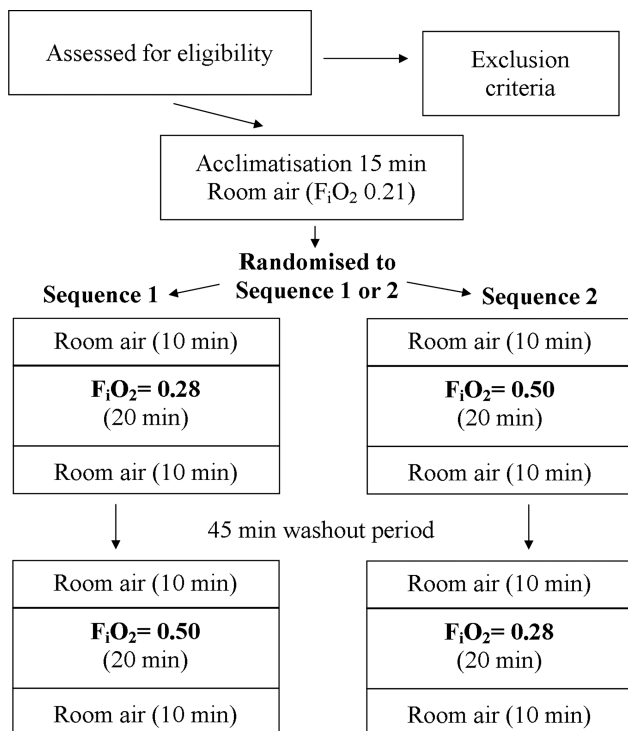 Assessed for eligibility
Exclusion
criteria
Acclimatisation 15 min
Room air (FᵢO₂ 0.21)
Randomised to
Sequence 1 or 2
Sequence 1
Sequence 2
Room air (10 min)
FᵢO₂= 0.28
(20 min)
Room air (10 min)
Room air (10 min)
FᵢO₂= 0.50
(20 min)
Room air (10 min)
45 min washout period
Room air (10 min)
FᵢO₂= 0.50
(20 min)
Room air (10 min)
Room air (10 min)
FᵢO₂= 0.28
(20 min)
Room air (10 min)